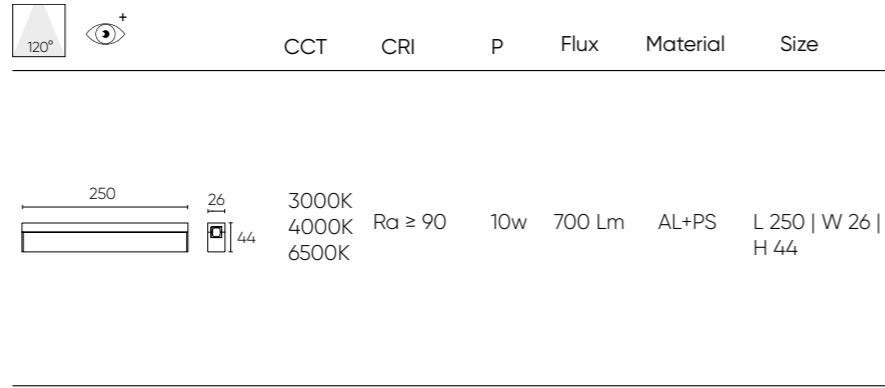 120°
+
CCT CRI P Flux Material Size
250
26
44
3000K
4000K
6500K
Ra ≥ 90
10w
700 Lm
AL+PS
L 250 | W 26 |
H 44